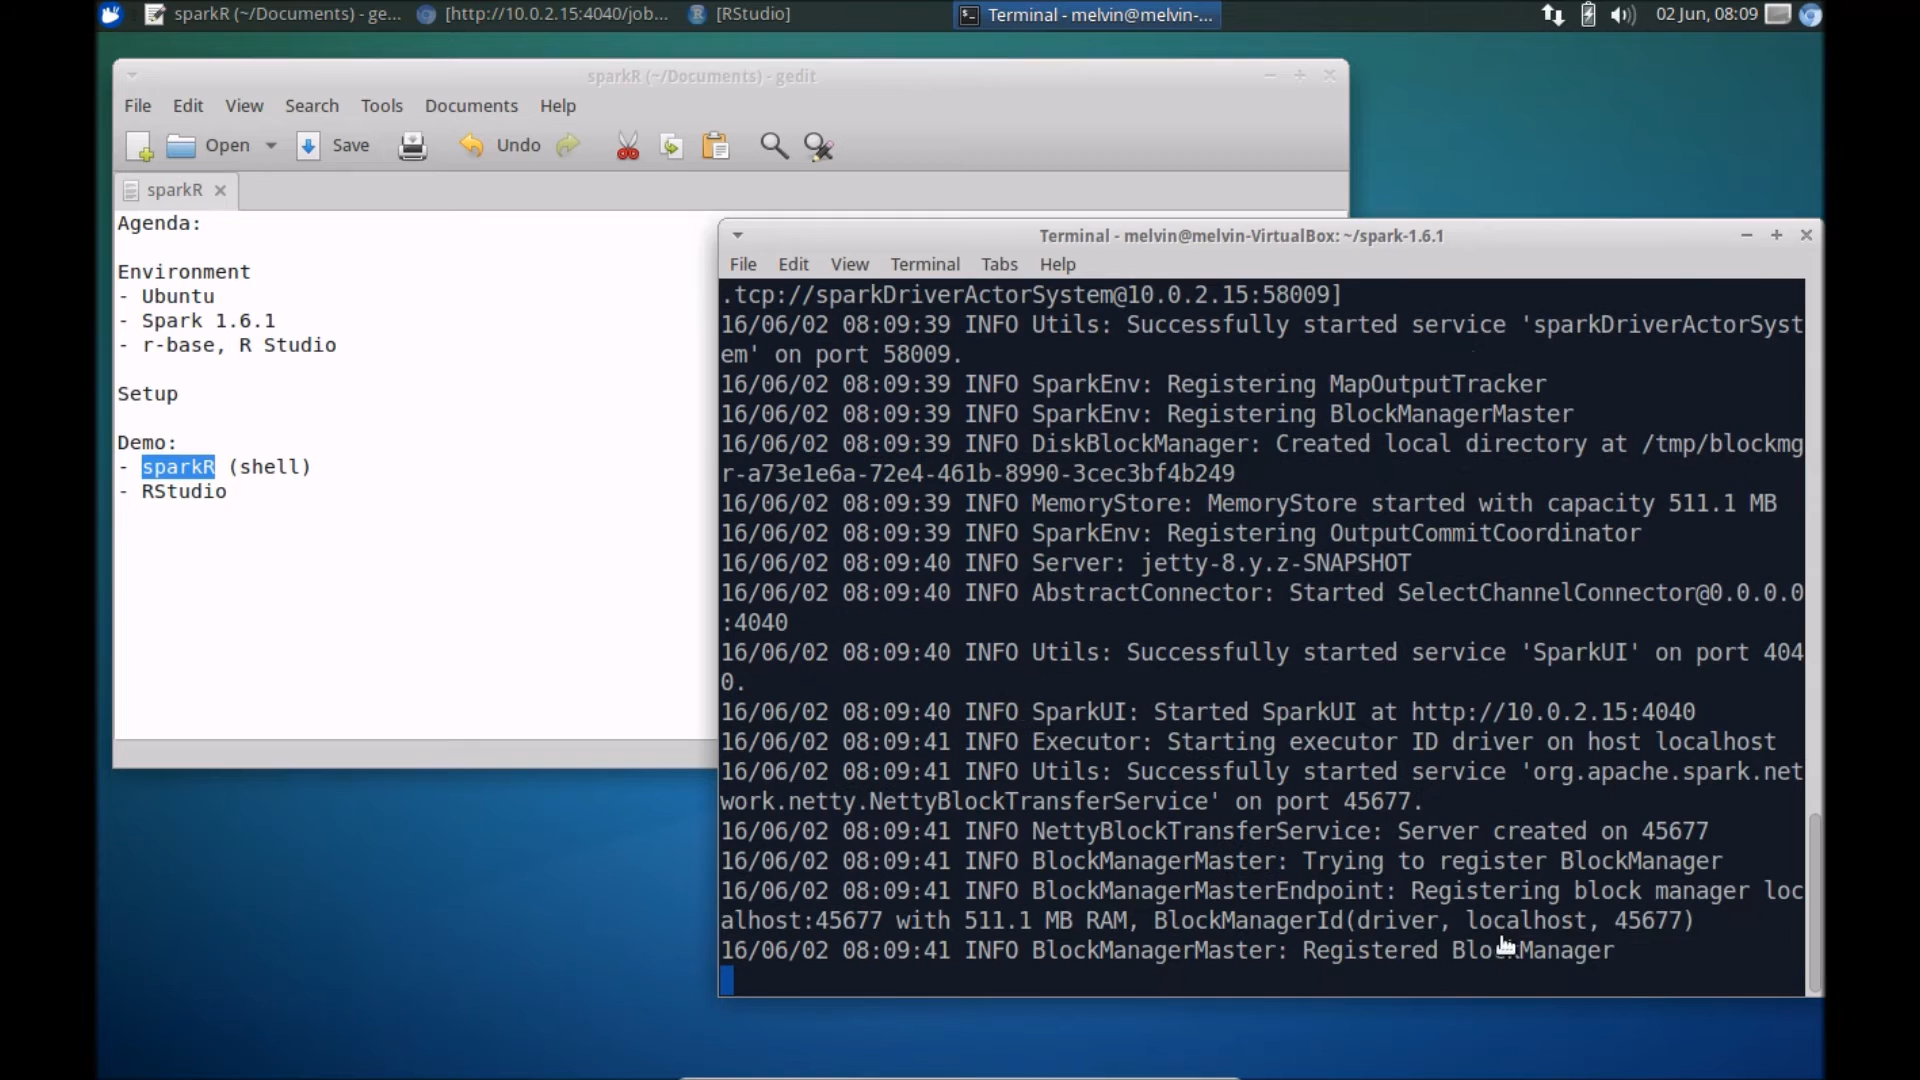 sparkR (~/Documents) - ge...
[http://10.0.2.15:4040/job...
[RStudio]
Terminal - melvin@melvin-...
02 Jun, 08:09
sparkR (~/Documents) - gedit
File Edit View Search Tools Documents Help
Open Save Undo
sparkR
Agenda:
Environment
- Ubuntu
- Spark 1.6.1
- r-base, R Studio
Setup
Demo:
- sparkR (shell)
- RStudio
Terminal - melvin@melvin-VirtualBox: ~/spark-1.6.1
File Edit View Terminal Tabs Help
.tcp://sparkDriverActorSystem@10.0.2.15:58009]
16/06/02 08:09:39 INFO Utils: Successfully started service 'sparkDriverActorSyst
em' on port 58009.
16/06/02 08:09:39 INFO SparkEnv: Registering MapOutputTracker
16/06/02 08:09:39 INFO SparkEnv: Registering BlockManagerMaster
16/06/02 08:09:39 INFO DiskBlockManager: Created local directory at /tmp/blockmg
r-a73e1e6a-72e4-461b-8990-3cec3bf4b249
16/06/02 08:09:39 INFO MemoryStore: MemoryStore started with capacity 511.1 MB
16/06/02 08:09:39 INFO SparkEnv: Registering OutputCommitCoordinator
16/06/02 08:09:40 INFO Server: jetty-8.y.z-SNAPSHOT
16/06/02 08:09:40 INFO AbstractConnector: Started SelectChannelConnector@0.0.0.0
:4040
16/06/02 08:09:40 INFO Utils: Successfully started service 'SparkUI' on port 404
0.
16/06/02 08:09:40 INFO SparkUI: Started SparkUI at http://10.0.2.15:4040
16/06/02 08:09:41 INFO Executor: Starting executor ID driver on host localhost
16/06/02 08:09:41 INFO Utils: Successfully started service 'org.apache.spark.net
work.netty.NettyBlockTransferService' on port 45677.
16/06/02 08:09:41 INFO NettyBlockTransferService: Server created on 45677
16/06/02 08:09:41 INFO BlockManagerMaster: Trying to register BlockManager
16/06/02 08:09:41 INFO BlockManagerMasterEndpoint: Registering block manager loc
alhost:45677 with 511.1 MB RAM, BlockManagerId(driver, localhost, 45677)
16/06/02 08:09:41 INFO BlockManagerMaster: Registered BlockManager